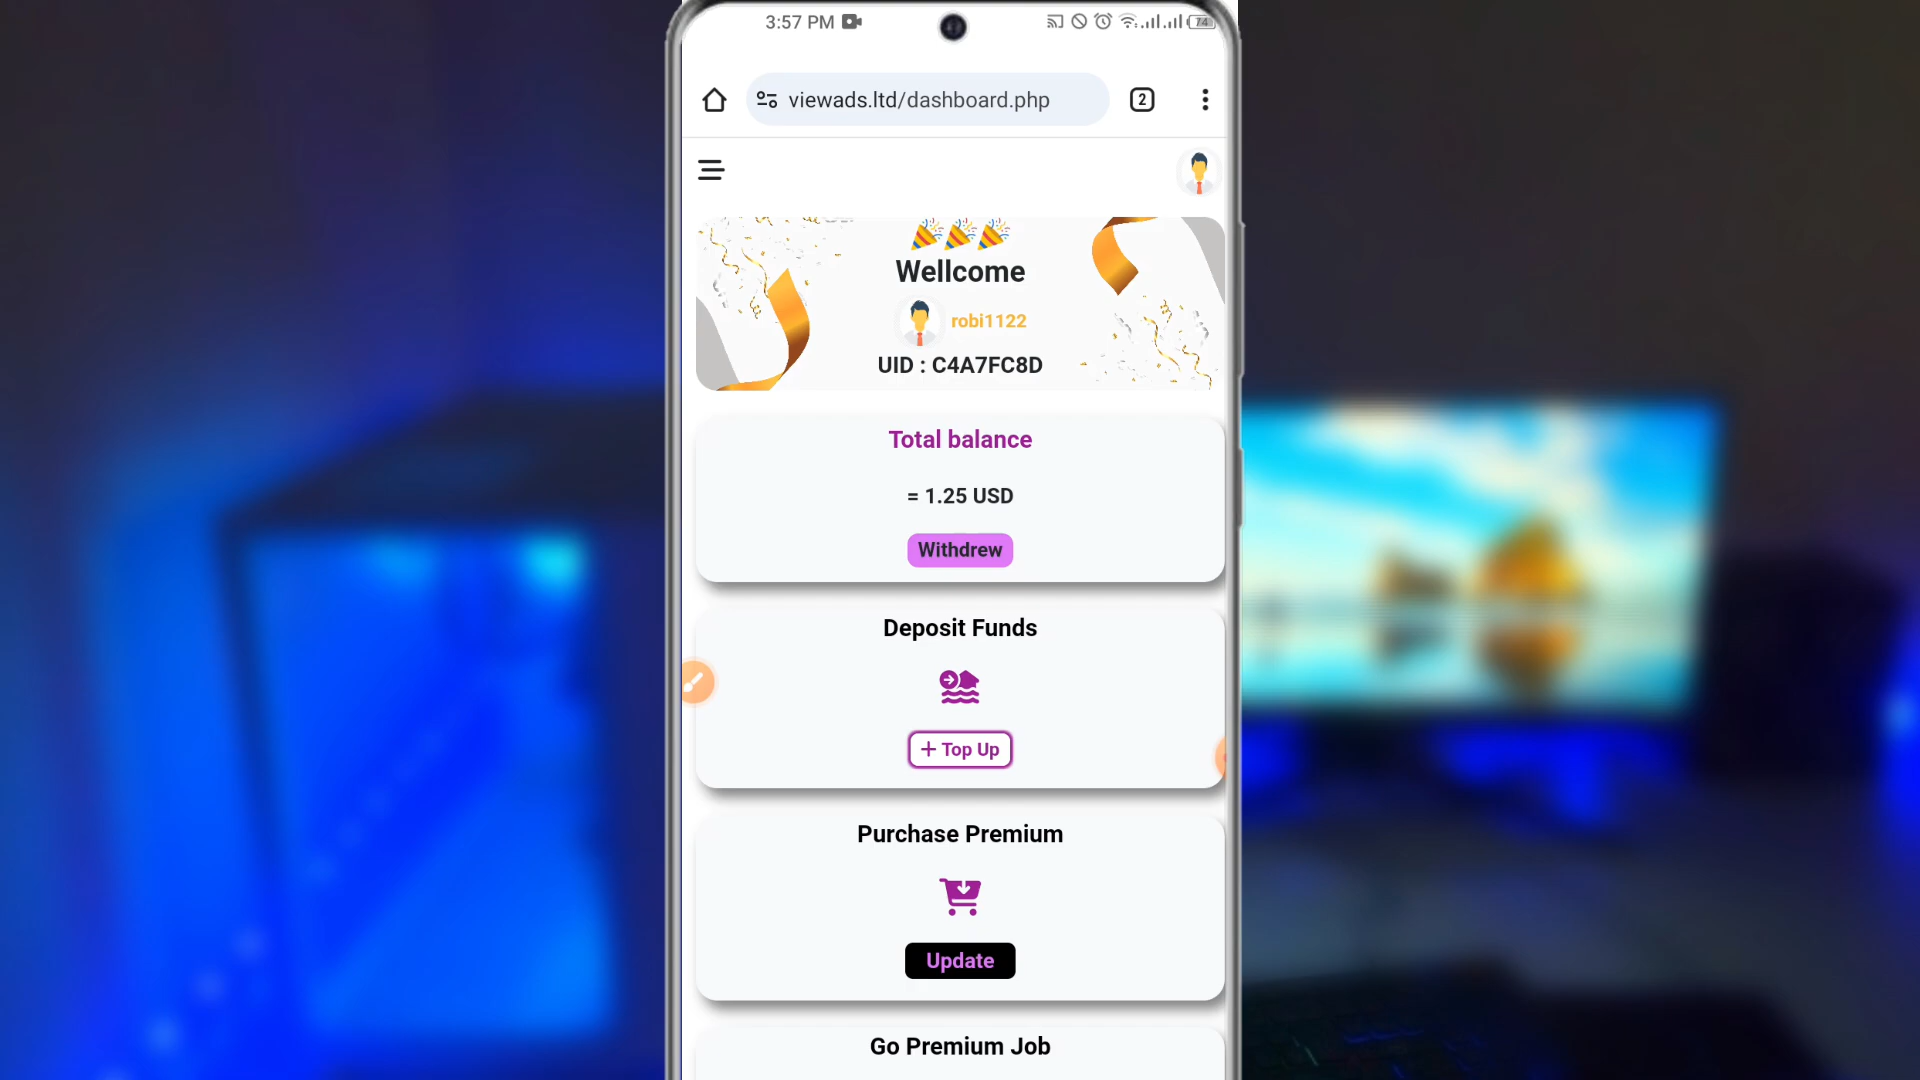 3:57 PM
74
viewads.ltd/dashboard.php
2
Wellcome
robi1122
UID : C4A7FC8D
Total balance
= 1.25 USD
Withdrew
Deposit Funds
+ Top Up
Purchase Premium
Update
Go Premium Job